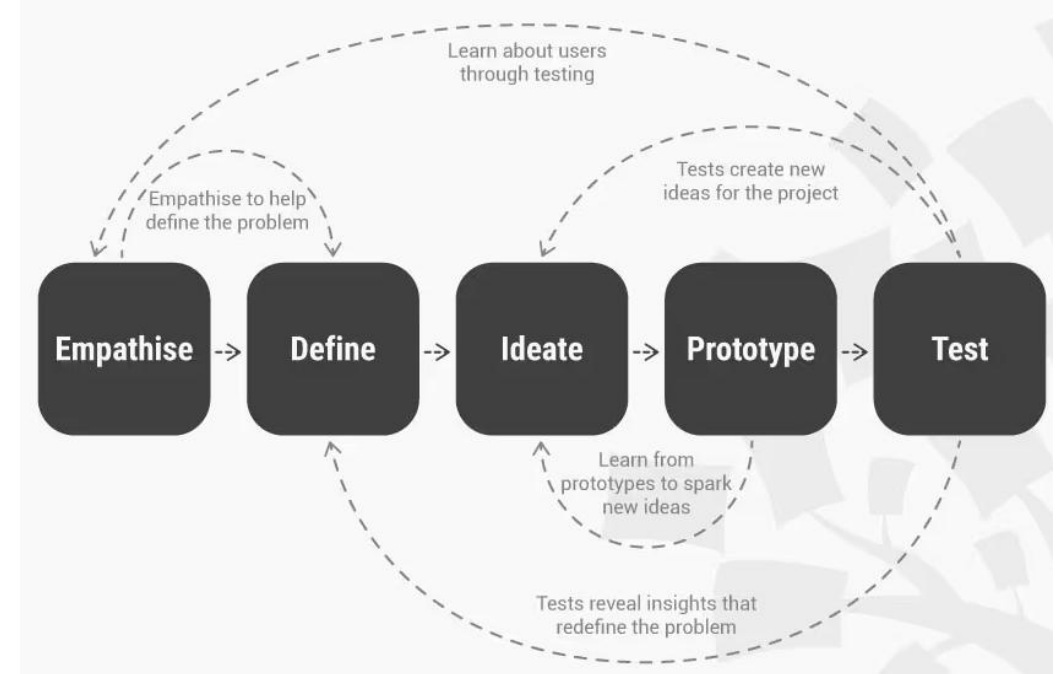 Learn about users
through testing
Tests create new
ideas for the project
Empathise to help
define the problem
Empathise
Define
Ideate
Prototype
Test
Learn from
prototypes to spark
new ideas
Tests reveal insights that
redefine the problem